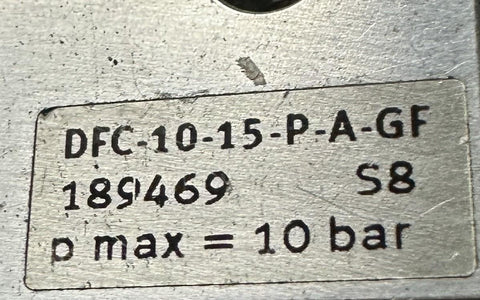 DFC-10-15-P-A-GF
189469 S8
p max = 10 bar